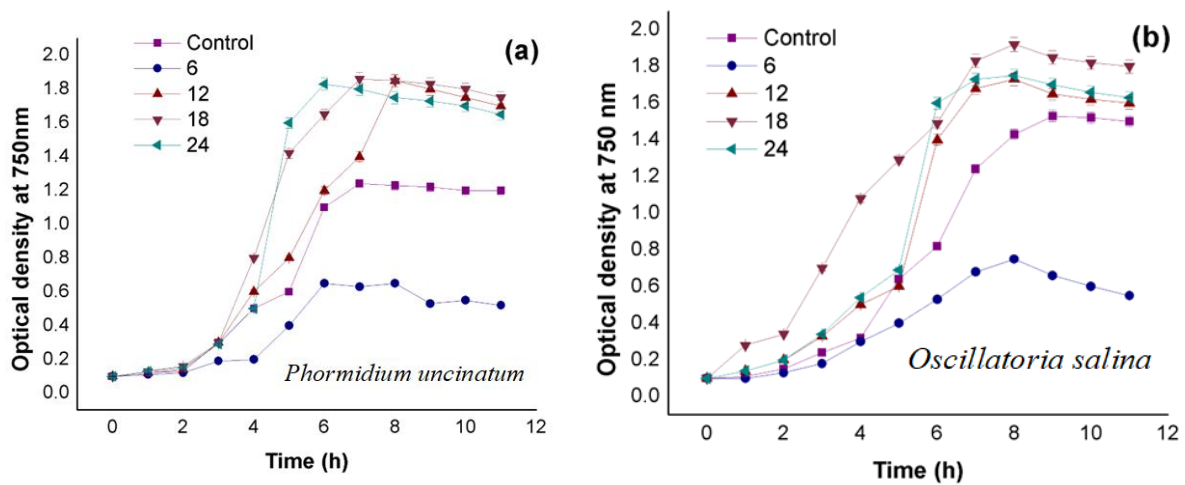 Optical density at 750nm
2.0
1.8
1.6
1.4
1.2
1.0
0.8
0.6
0.4
0.2
0.0
Control
6
12
18
24
(a)
Phormidium uncinatum
0 2 4 6 8 10 12
Time (h)
Optical density at 750 nm
2.0
1.8
1.6
1.4
1.2
1.0
0.8
0.6
0.4
0.2
0.0
Control
6
12
18
24
(b)
Oscillatoria salina
0 2 4 6 8 10 12
Time (h)